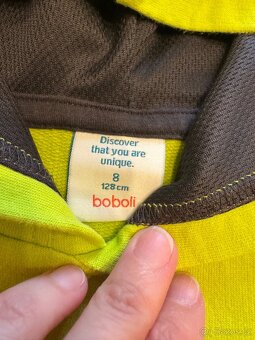 Discover
that you are
unique.
8
128 cm
boboli